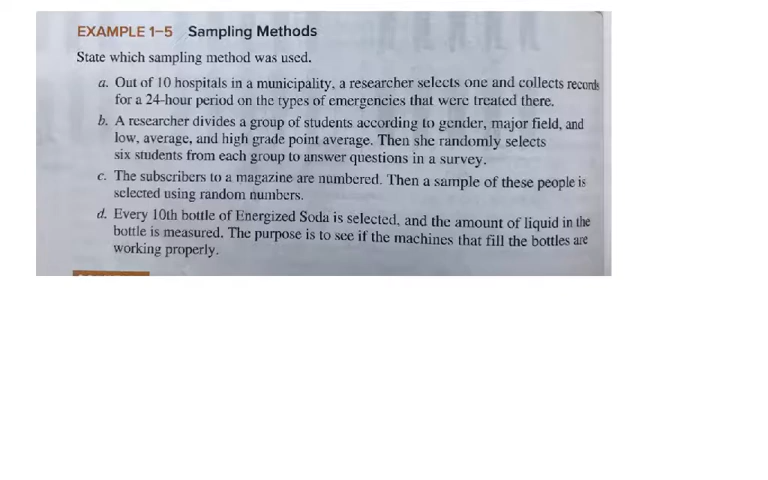 EXAMPLE 1–5 Sampling Methods
State which sampling method was used.
a. Out of 10 hospitals in a municipality, a researcher selects one and collects records
for a 24-hour period on the types of emergencies that were treated there.
b. A researcher divides a group of students according to gender, major field, and
low, average, and high grade point average. Then she randomly selects
six students from each group to answer questions in a survey.
c. The subscribers to a magazine are numbered. Then a sample of these people is
selected using random numbers.
d. Every 10th bottle of Energized Soda is selected, and the amount of liquid in the
bottle is measured. The purpose is to see if the machines that fill the bottles are
working properly.